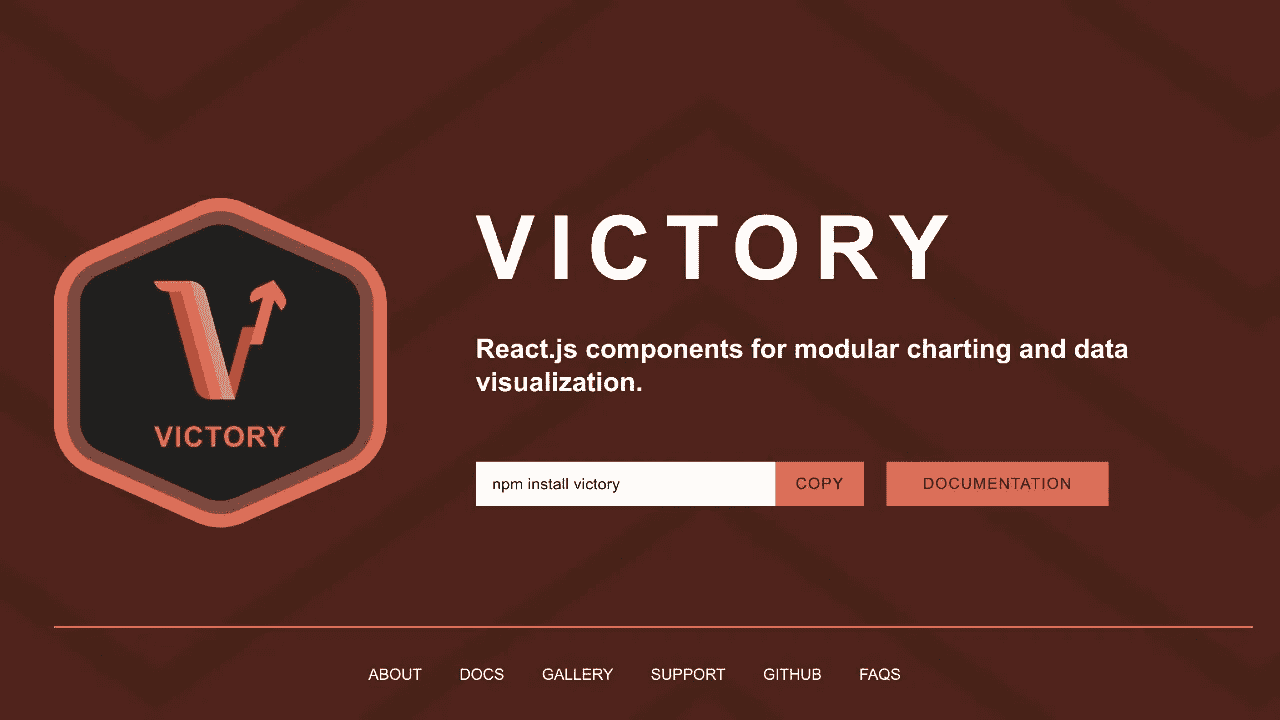 VICTORY
VICTORY
React.js components for modular charting and data
visualization.
npm install victory COPY DOCUMENTATION
ABOUT DOCS GALLERY SUPPORT GITHUB FAQS